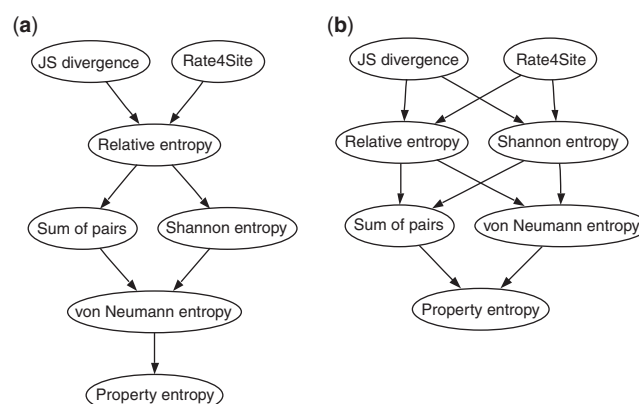 (a)
JS divergence
Rate4Site
Relative entropy
Sum of pairs
Shannon entropy
von Neumann entropy
Property entropy
(b)
JS divergence
Rate4Site
Relative entropy
Shannon entropy
Sum of pairs
von Neumann entropy
Property entropy